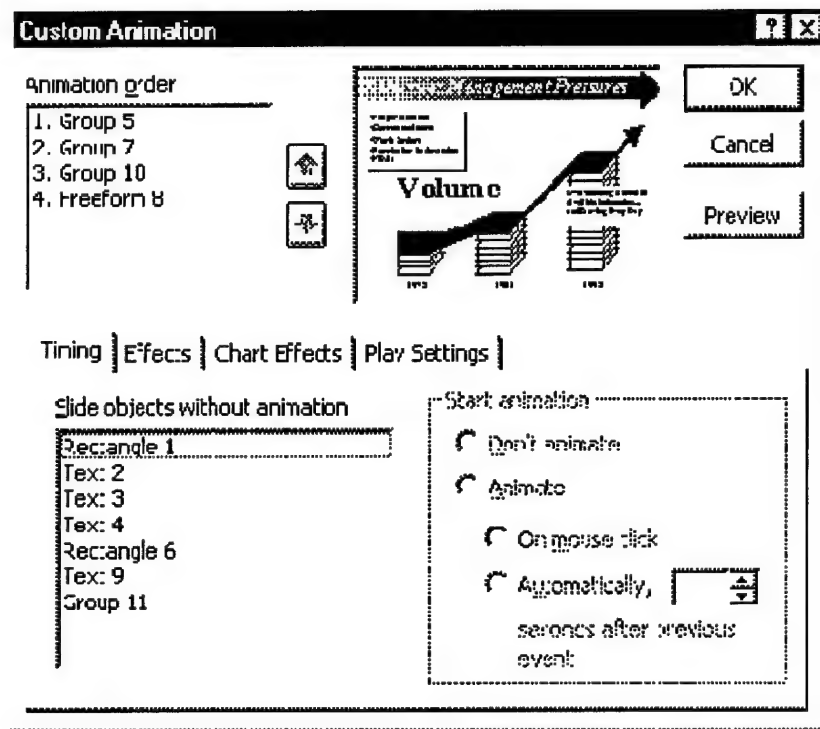 Custom Animation
Animation order
1. Group 5
2. Group 7
3. Group 10
4. Freeform 8
Management Pressures
Volume
OK
Cancel
Preview
Timing
Effects
Chart Effects
Play Settings
Slide objects without animation
Rectangle 1
Text 2
Text 3
Text 4
Rectangle 6
Text 9
Group 11
Start animation
Don't animate
Animate
On mouse click
Automatically,
seconds after previous
event